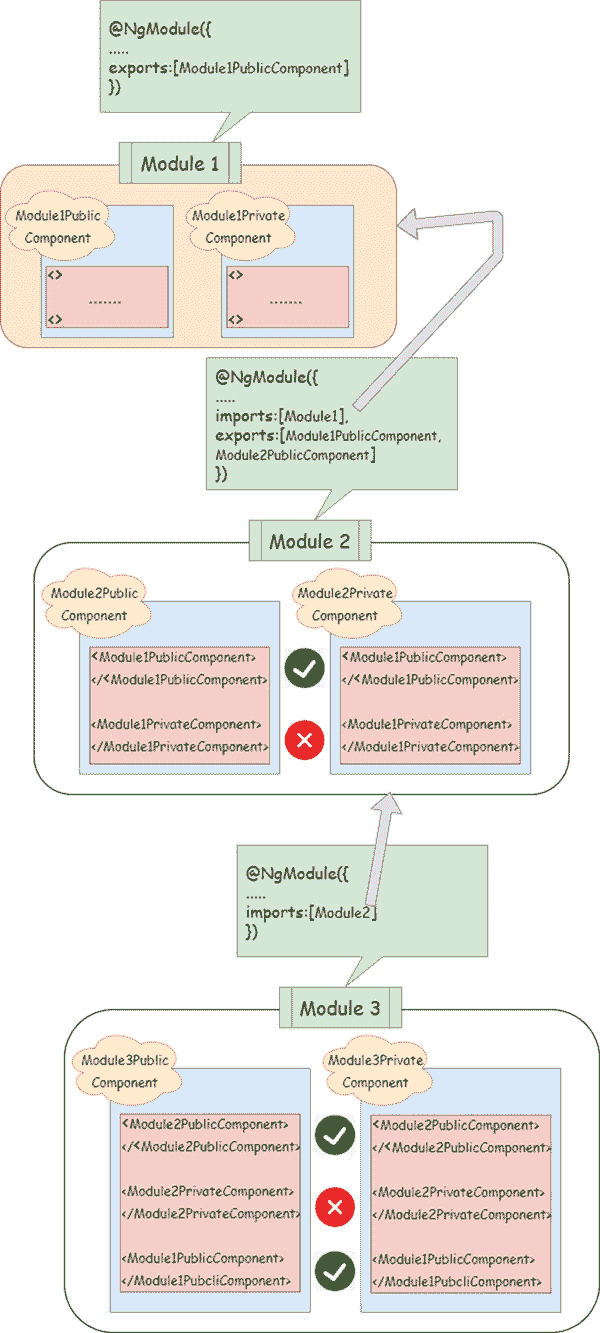 @NgModule({
.....
exports:[Module1PublicComponent]
})
Module 1
Module1Public
Component
Module1Private
Component
<>
.......
<>
<>
.......
<>
@NgModule({
.....
imports:[Module1],
exports:[Module1PublicComponent,
Module2PublicComponent]
})
Module 2
Module2Public
Component
Module2Private
Component
<Module1PublicComponent>
</<Module1PublicComponent>
<Module1PrivateComponent>
</Module1PrivateComponent>
<Module1PublicComponent>
</<Module1PublicComponent>
<Module1PrivateComponent>
</Module1PrivateComponent>
@NgModule({
.....
imports:[Module2]
})
Module 3
Module3Public
Component
Module3Private
Component
<Module2PublicComponent>
</<Module2PublicComponent>
<Module2PrivateComponent>
</Module2PrivateComponent>
<Module1PublicComponent>
</Module1PubcliComponent>
<Module2PublicComponent>
</<Module2PublicComponent>
<Module2PrivateComponent>
</Module2PrivateComponent>
<Module1PublicComponent>
</Module1PubcliComponent>